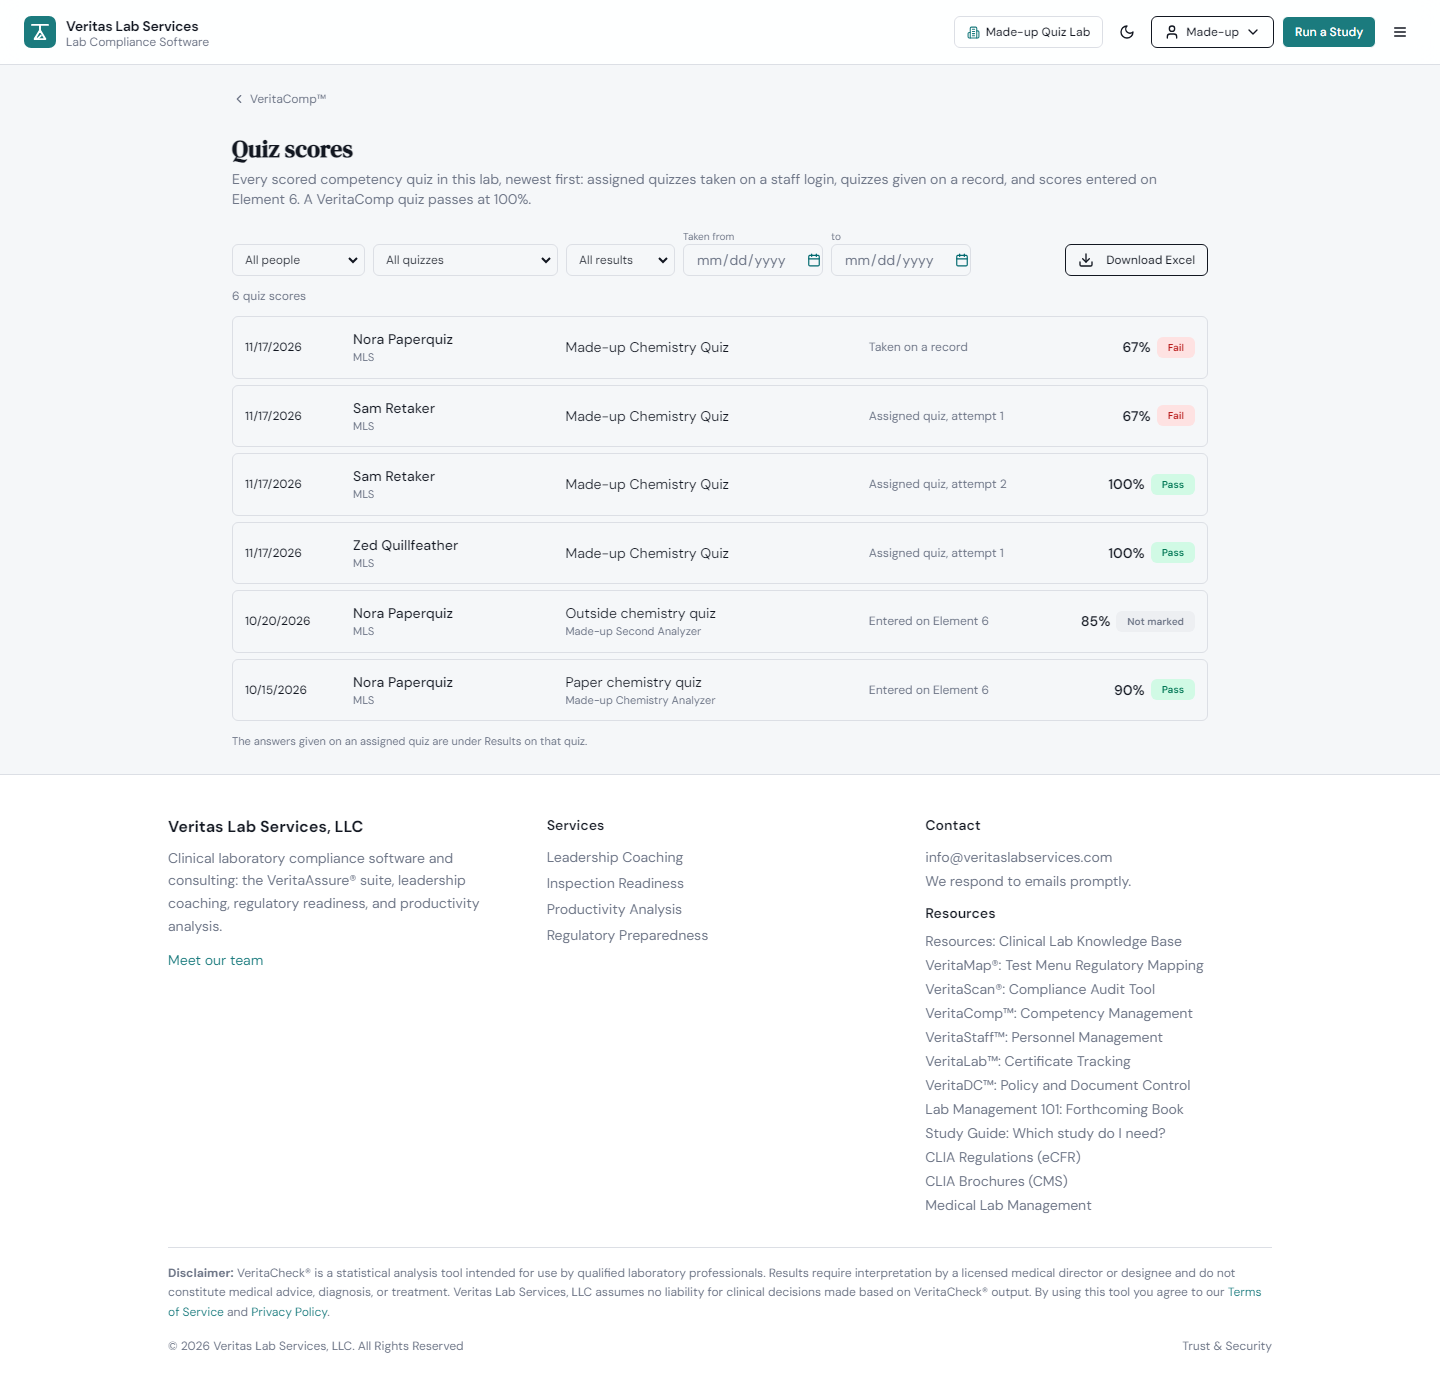 Veritas Lab Services
Lab Compliance Software
Made-up Quiz Lab
Made-up
Run a Study
VeritaComp™
Quiz scores
Every scored competency quiz in this lab, newest first: assigned quizzes taken on a staff login, quizzes given on a record, and scores entered on
Element 6. A VeritaComp quiz passes at 100%.
Taken from
to
All people
All quizzes
All results
mm/dd/yyyy
mm/dd/yyyy
Download Excel
6 quiz scores
11/17/2026
Nora Paperquiz
MLS
Made-up Chemistry Quiz
Taken on a record
67%
Fail
11/17/2026
Sam Retaker
MLS
Made-up Chemistry Quiz
Assigned quiz, attempt 1
67%
Fail
11/17/2026
Sam Retaker
MLS
Made-up Chemistry Quiz
Assigned quiz, attempt 2
100%
Pass
11/17/2026
Zed Quillfeather
MLS
Made-up Chemistry Quiz
Assigned quiz, attempt 1
100%
Pass
10/20/2026
Nora Paperquiz
MLS
Outside chemistry quiz
Made-up Second Analyzer
Entered on Element 6
85%
Not marked
10/15/2026
Nora Paperquiz
MLS
Paper chemistry quiz
Made-up Chemistry Analyzer
Entered on Element 6
90%
Pass
The answers given on an assigned quiz are under Results on that quiz.
Veritas Lab Services, LLC
Clinical laboratory compliance software and
consulting: the VeritaAssure® suite, leadership
coaching, regulatory readiness, and productivity
analysis.
Meet our team
Services
Leadership Coaching
Inspection Readiness
Productivity Analysis
Regulatory Preparedness
Contact
info@veritaslabservices.com
We respond to emails promptly.
Resources
Resources: Clinical Lab Knowledge Base
VeritaMap®: Test Menu Regulatory Mapping
VeritaScan®: Compliance Audit Tool
VeritaComp™: Competency Management
VeritaStaff™: Personnel Management
VeritaLab™: Certificate Tracking
VeritaDC™: Policy and Document Control
Lab Management 101: Forthcoming Book
Study Guide: Which study do I need?
CLIA Regulations (eCFR)
CLIA Brochures (CMS)
Medical Lab Management
Disclaimer: VeritaCheck® is a statistical analysis tool intended for use by qualified laboratory professionals. Results require interpretation by a licensed medical director or designee and do not
constitute medical advice, diagnosis, or treatment. Veritas Lab Services, LLC assumes no liability for clinical decisions made based on VeritaCheck® output. By using this tool you agree to our Terms
of Service and Privacy Policy.
© 2026 Veritas Lab Services, LLC. All Rights Reserved
Trust & Security